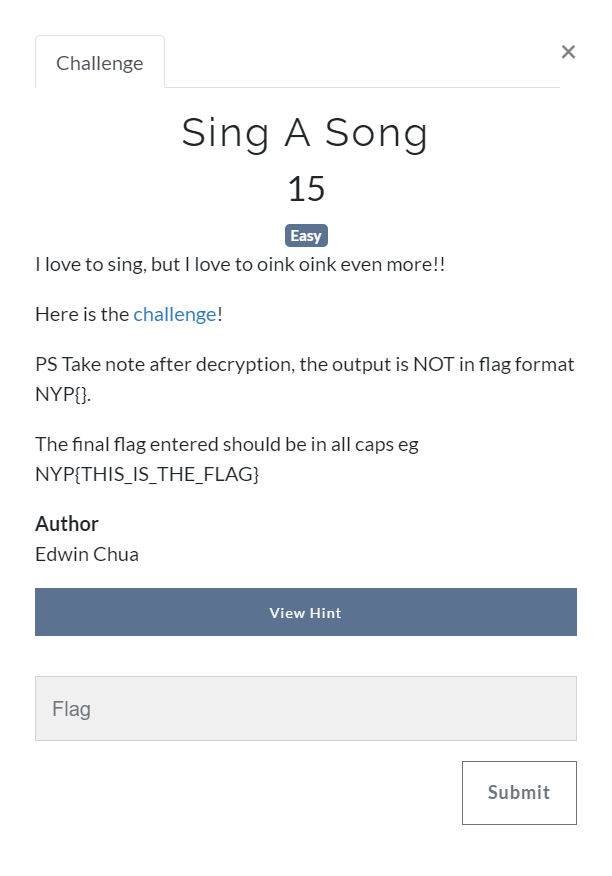 Challenge
×
Sing A Song
15
Easy
I love to sing, but I love to oink oink even more!!
Here is the challenge!
PS Take note after decryption, the output is NOT in flag format
NYP{}.
The final flag entered should be in all caps eg
NYP{THIS_IS_THE_FLAG}
Author
Edwin Chua
View Hint
Flag
Submit